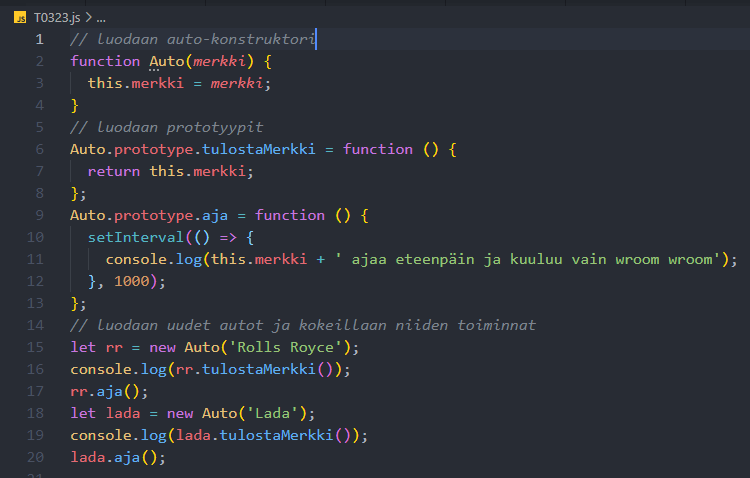 JS T0323.js > ...
1 // luodaan auto-konstruktori
2 function Auto(merkki) {
3 this.merkki = merkki;
4 }
5 // luodaan prototyypit
6 Auto.prototype.tulostaMerkki = function () {
7 return this.merkki;
8 };
9 Auto.prototype.aja = function () {
10 setInterval(() => {
11 console.log(this.merkki + ' ajaa eteenpäin ja kuuluu vain wroom wroom');
12 }, 1000);
13 };
14 // luodaan uudet autot ja kokeillaan niiden toiminnat
15 let rr = new Auto('Rolls Royce');
16 console.log(rr.tulostaMerkki());
17 rr.aja();
18 let lada = new Auto('Lada');
19 console.log(lada.tulostaMerkki());
20 lada.aja();